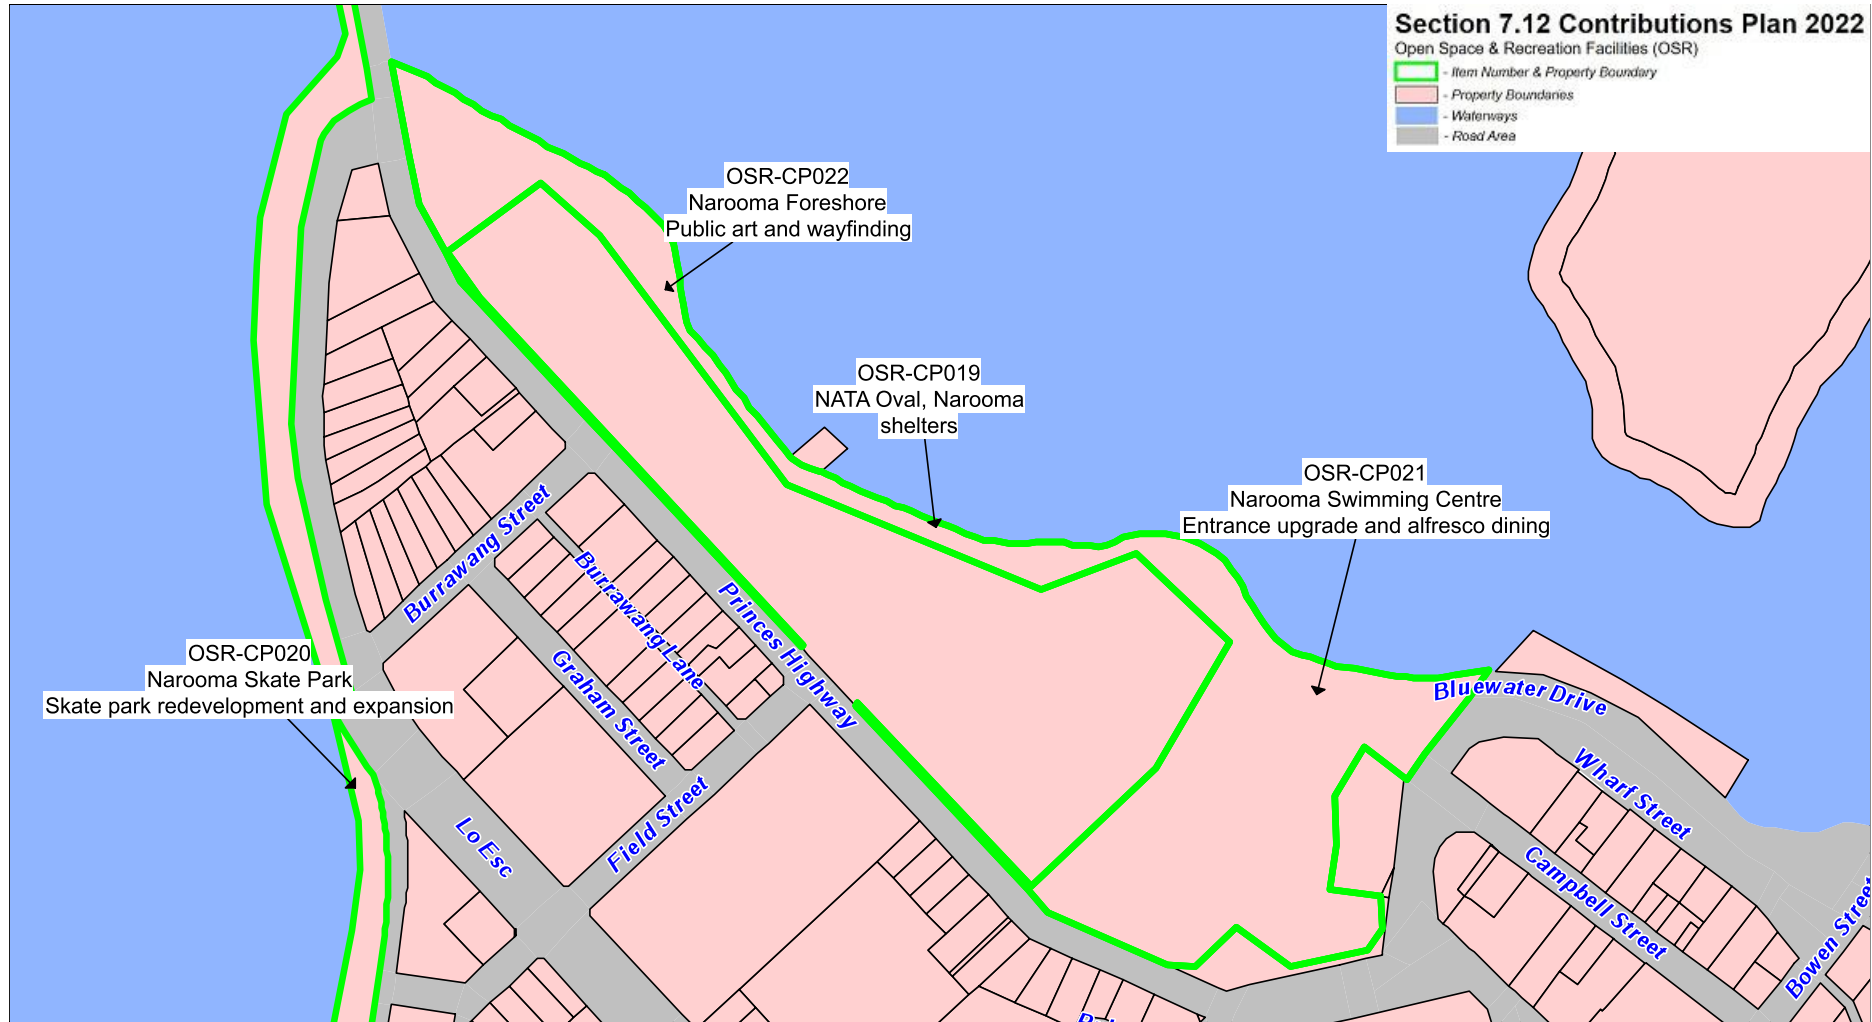 Section 7.12 Contributions Plan 2022
Open Space & Recreation Facilities (OSR)
- Item Number & Property Boundary
- Property Boundaries
- Waterways
- Road Area
OSR-CP022
Narooma Foreshore
Public art and wayfinding
OSR-CP019
NATA Oval, Narooma
shelters
OSR-CP021
Narooma Swimming Centre
Entrance upgrade and alfresco dining
OSR-CP020
Narooma Skate Park
Skate park redevelopment and expansion
Burrawang Street
Burrawang Lane
Princes Highway
Graham Street
Field Street
Lo Esc
Bluewater Drive
Wharf Street
Campbell Street
Bowen Street